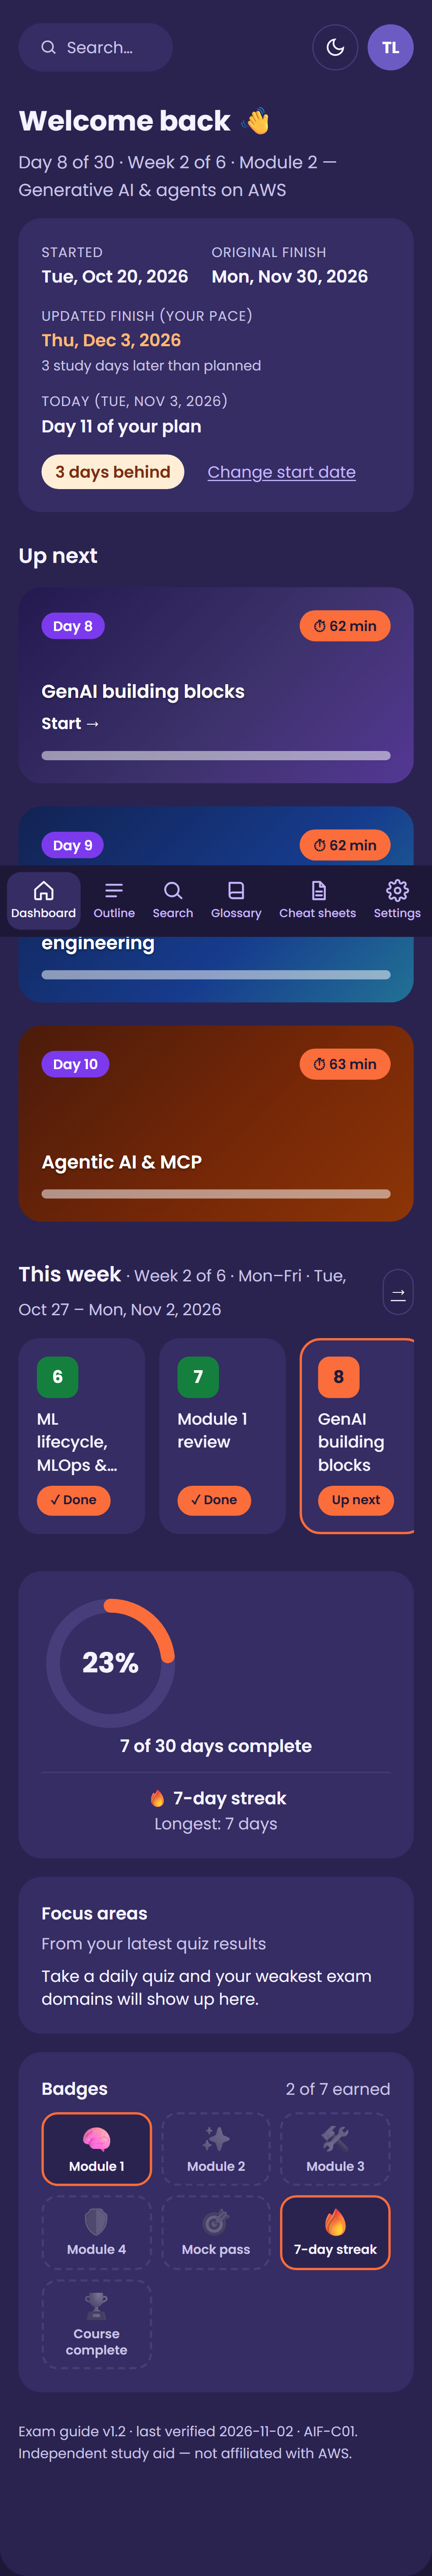 Search...
TL
Welcome back 👋
Day 8 of 30 · Week 2 of 6 · Module 2 —
Generative AI & agents on AWS
STARTED
Tue, Oct 20, 2026
ORIGINAL FINISH
Mon, Nov 30, 2026
UPDATED FINISH (YOUR PACE)
Thu, Dec 3, 2026
3 study days later than planned
TODAY (TUE, NOV 3, 2026)
Day 11 of your plan
3 days behind
Change start date
Up next
Day 8
⏱ 62 min
GenAI building blocks
Start →
Day 9
⏱ 62 min
Dashboard
Outline
Search
Glossary
Cheat sheets
Settings
engineering
Day 10
⏱ 63 min
Agentic AI & MCP
This week · Week 2 of 6 · Mon–Fri · Tue,
Oct 27 – Mon, Nov 2, 2026
→
6
ML
lifecycle,
MLOps &...
✓ Done
7
Module 1
review
✓ Done
8
GenAI
building
blocks
Up next
23%
7 of 30 days complete
🔥 7-day streak
Longest: 7 days
Focus areas
From your latest quiz results
Take a daily quiz and your weakest exam
domains will show up here.
Badges
2 of 7 earned
Module 1
Module 2
Module 3
Module 4
Mock pass
7-day streak
Course
complete
Exam guide v1.2 · last verified 2026-11-02 · AIF-C01.
Independent study aid — not affiliated with AWS.